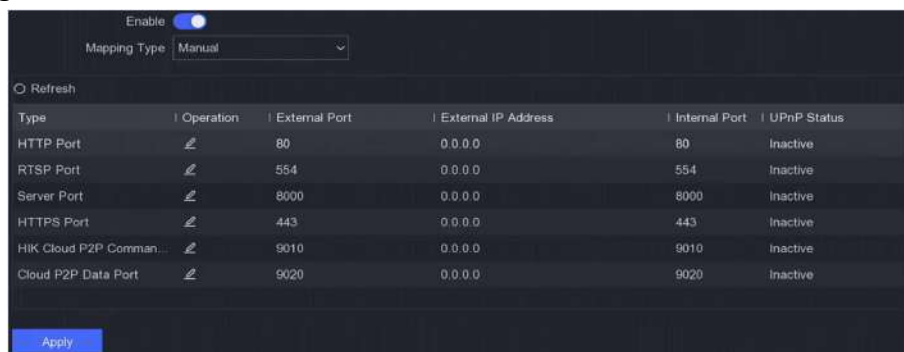 Enable
Mapping Type Manual
Refresh
Type Operation External Port External IP Address Internal Port UPnP Status
HTTP Port 80 0.0.0.0 80 Inactive
RTSP Port 554 0.0.0.0 554 Inactive
Server Port 8000 0.0.0.0 8000 Inactive
HTTPS Port 443 0.0.0.0 443 Inactive
HIK Cloud P2P Comman... 9010 0.0.0.0 9010 Inactive
Cloud P2P Data Port 9020 0.0.0.0 9020 Inactive
Apply